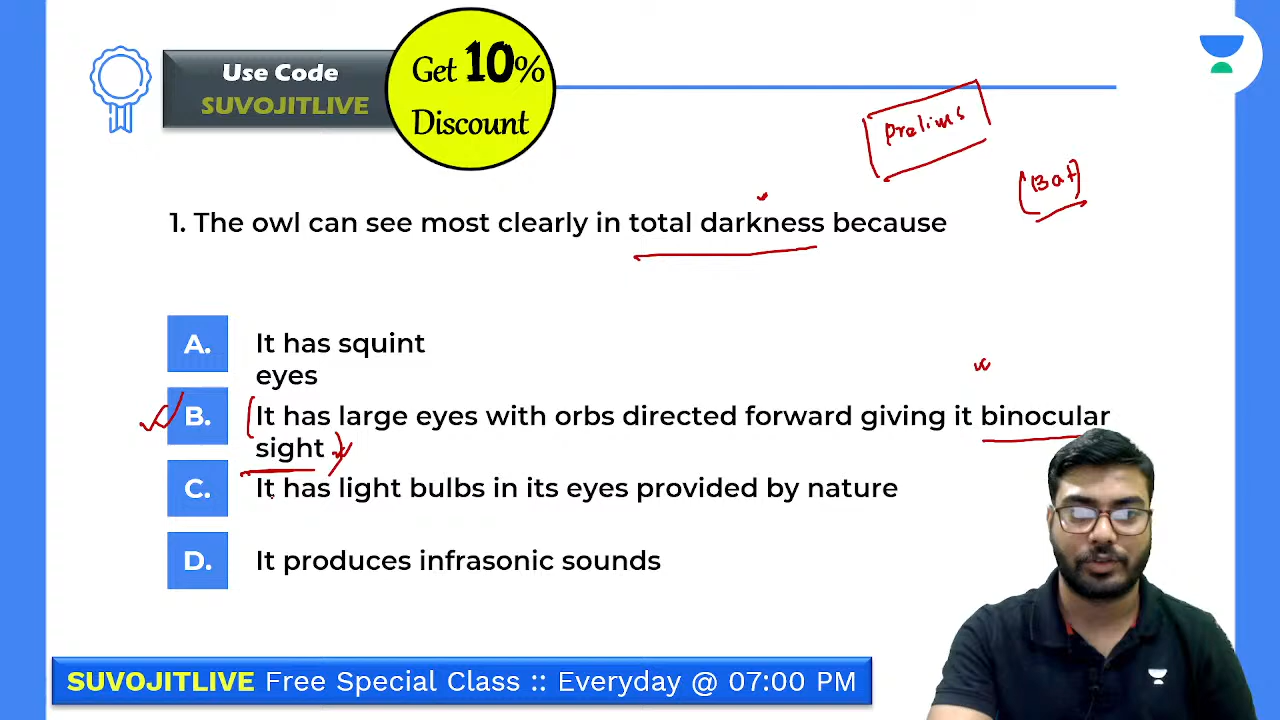 Use Code
SUVOJITLIVE
Get 10%
Discount
Prelims
Bat
1. The owl can see most clearly in total darkness because
A. It has squint
eyes
B. It has large eyes with orbs directed forward giving it binocular
sight
C. It has light bulbs in its eyes provided by nature
D. It produces infrasonic sounds
SUVOJITLIVE Free Special Class :: Everyday @ 07:00 PM